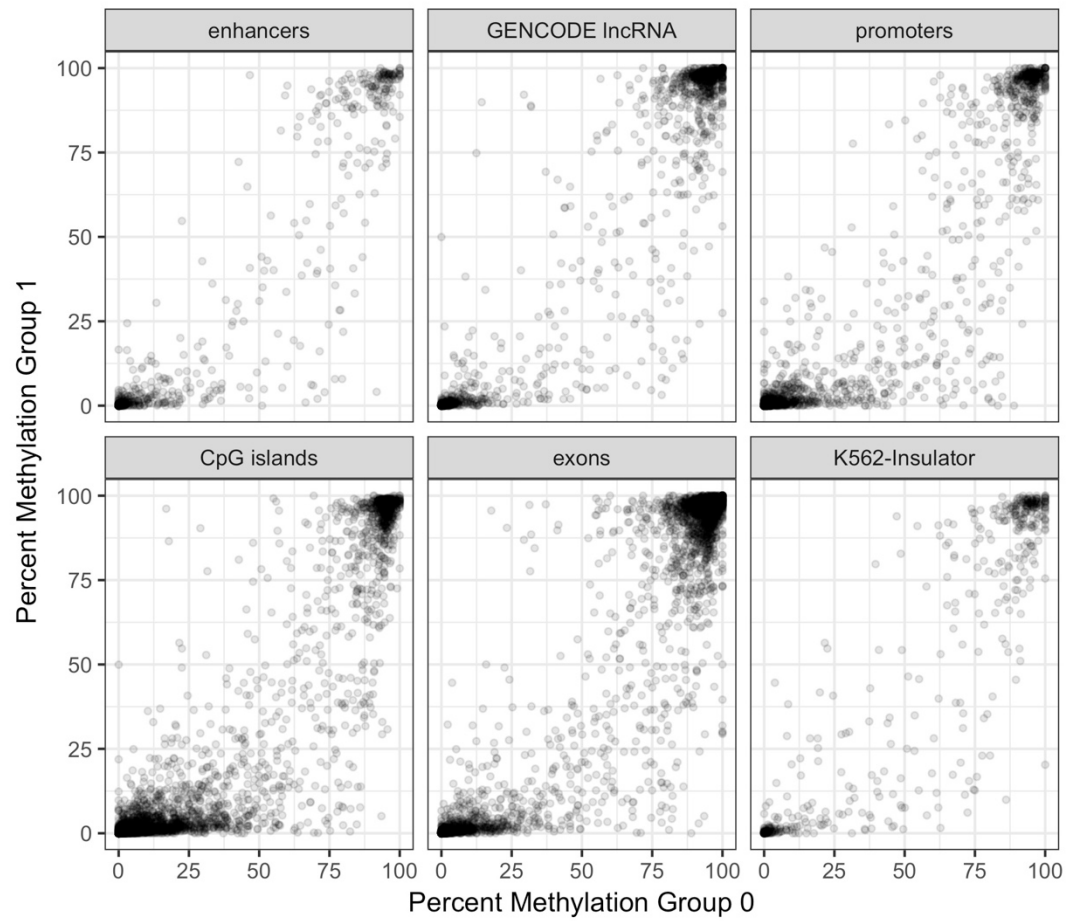 enhancers GENCODE lncRNA promoters
100
75
50
25
0
CpG islands exons K562-Insulator
100
75
50
25
0
0 25 50 75 100 0 25 50 75 100 0 25 50 75 100
Percent Methylation Group 0
Percent Methylation Group 1